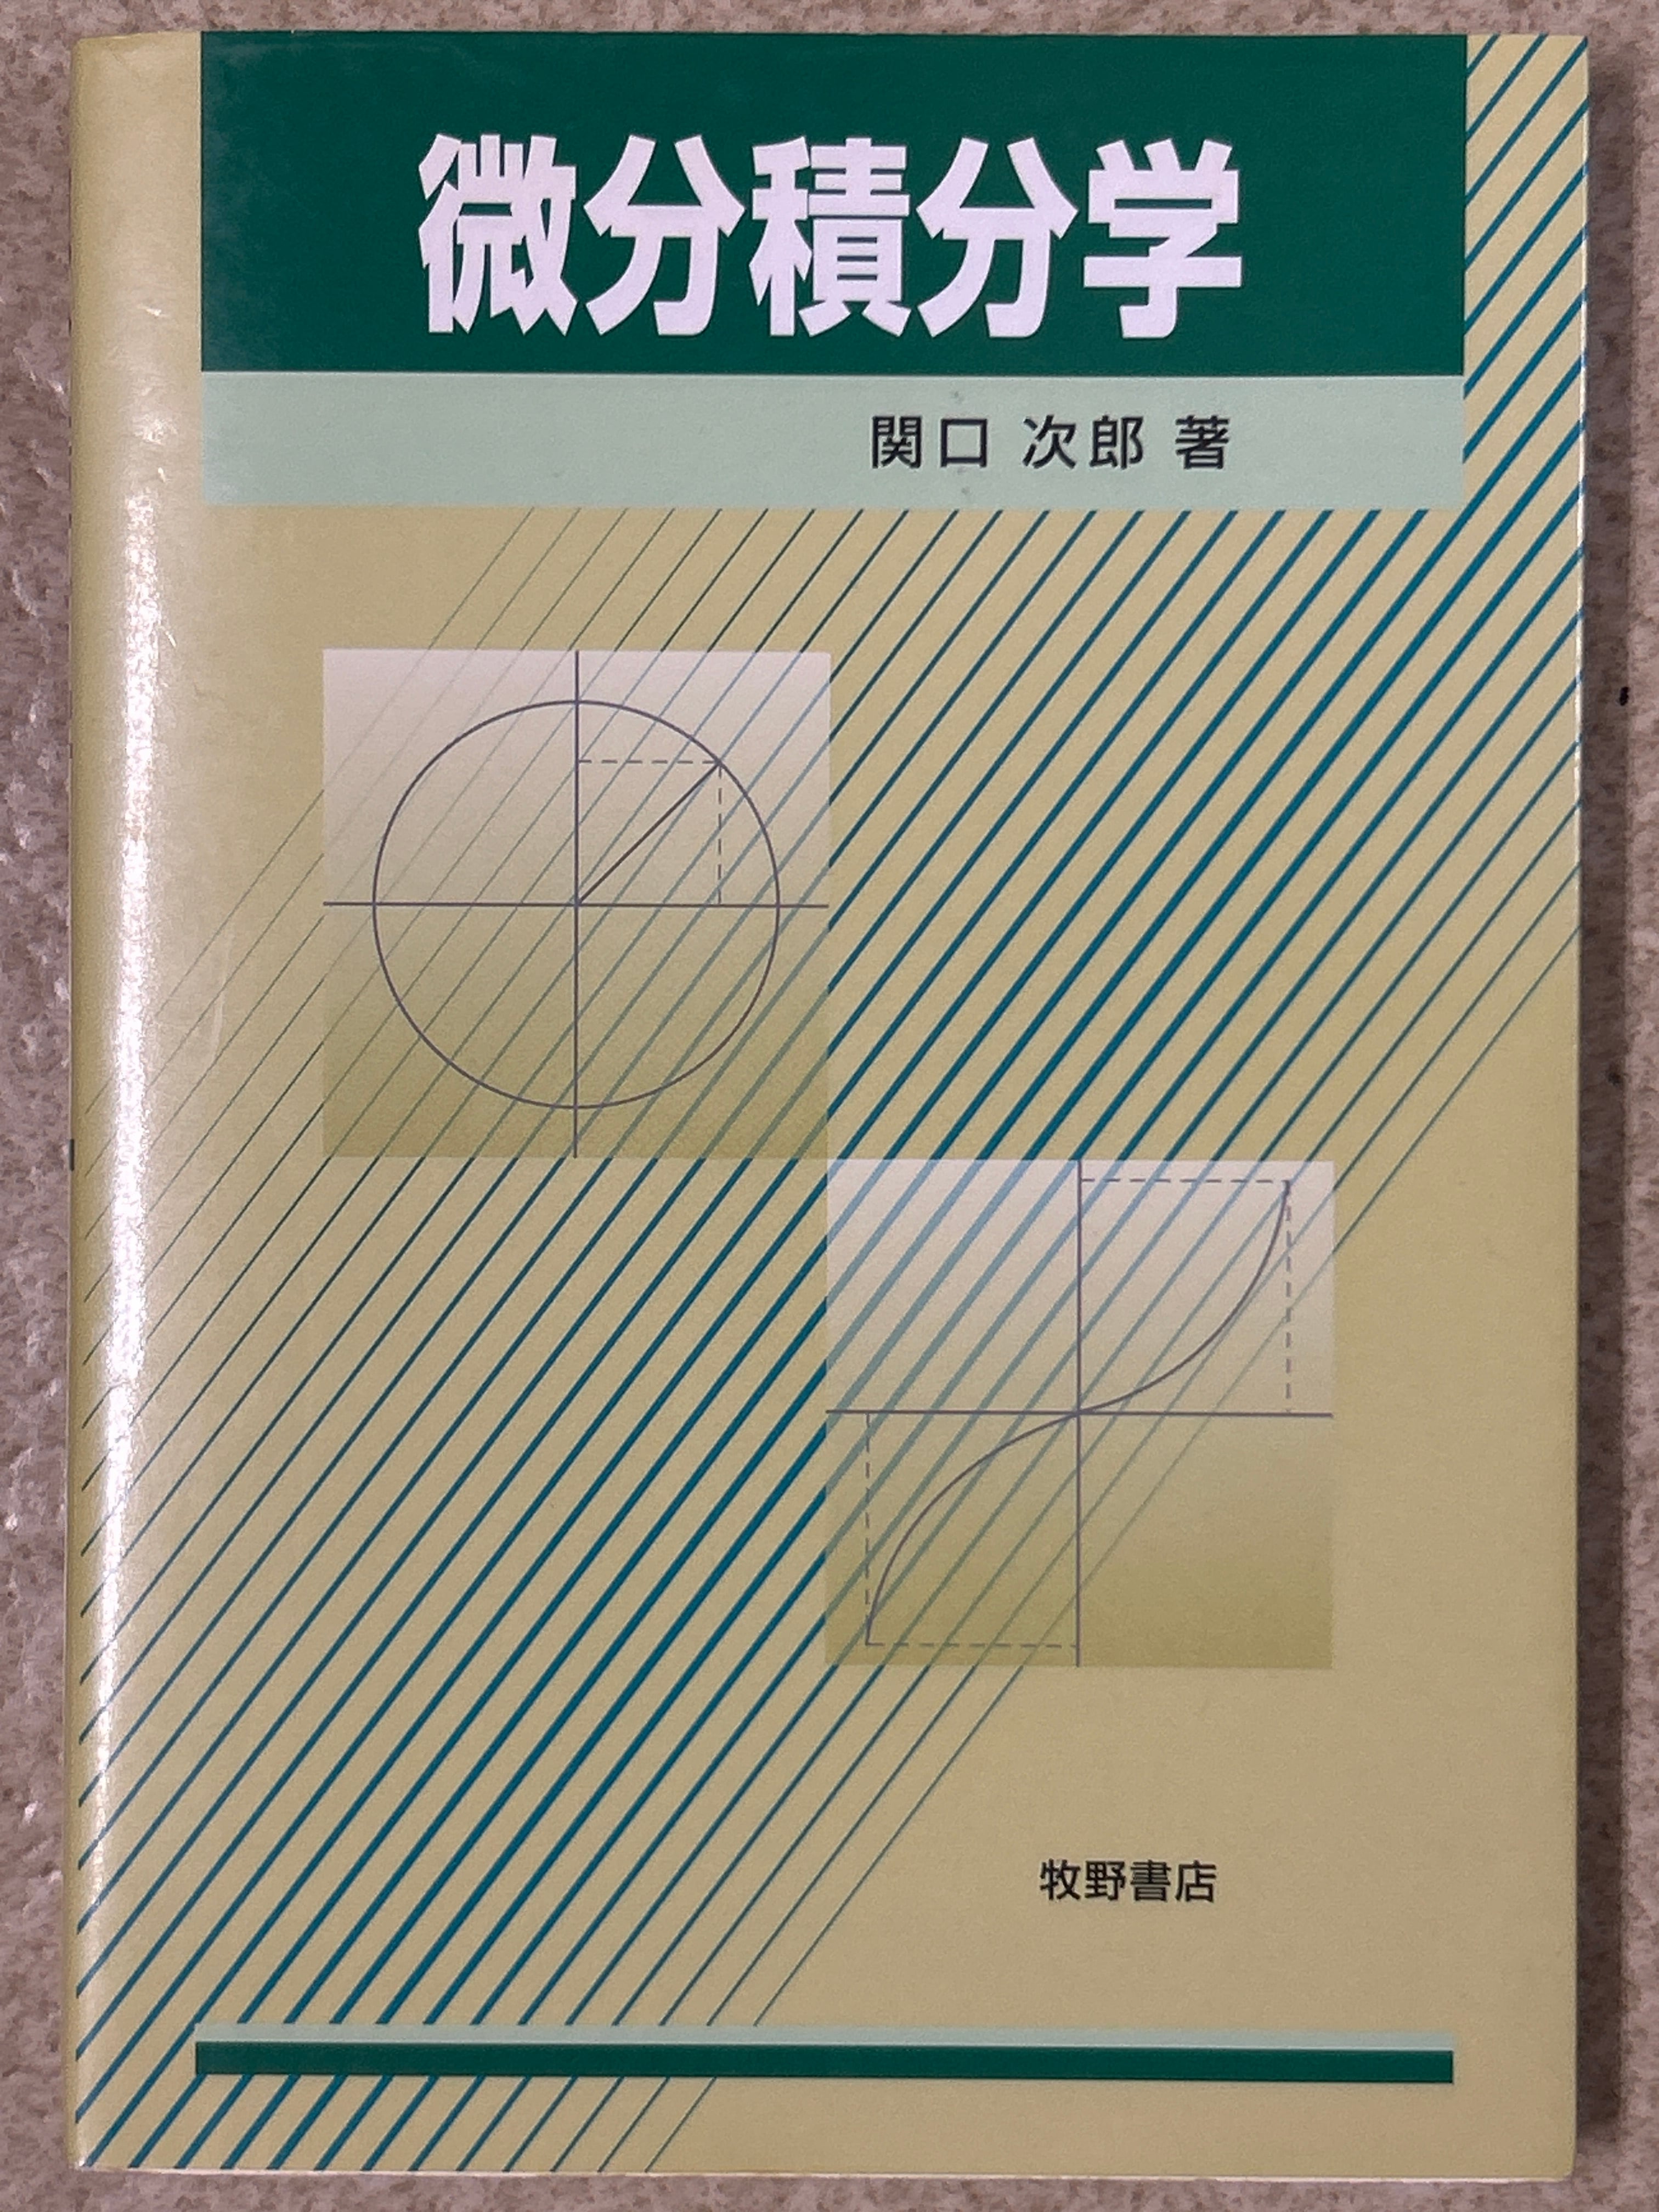 微分積分学
関口 次郎 著
牧野書店